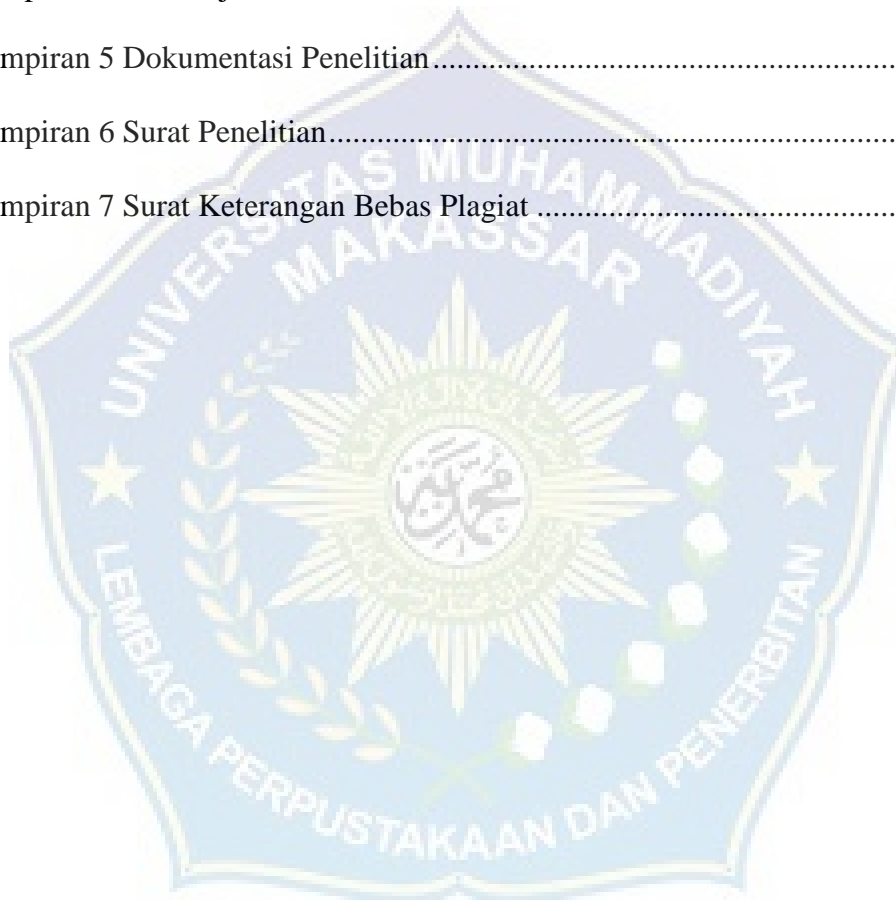 mpiran 5 Dokumentasi Penelitian
mpiran 6 Surat Penelitian
mpiran 7 Surat Keterangan Bebas Plagiat
UNIVERSITAS MUHAMMADIYAH
MAKASSAR
LEMBAGA PERPUSTAKAAN DAN PENERBITAN